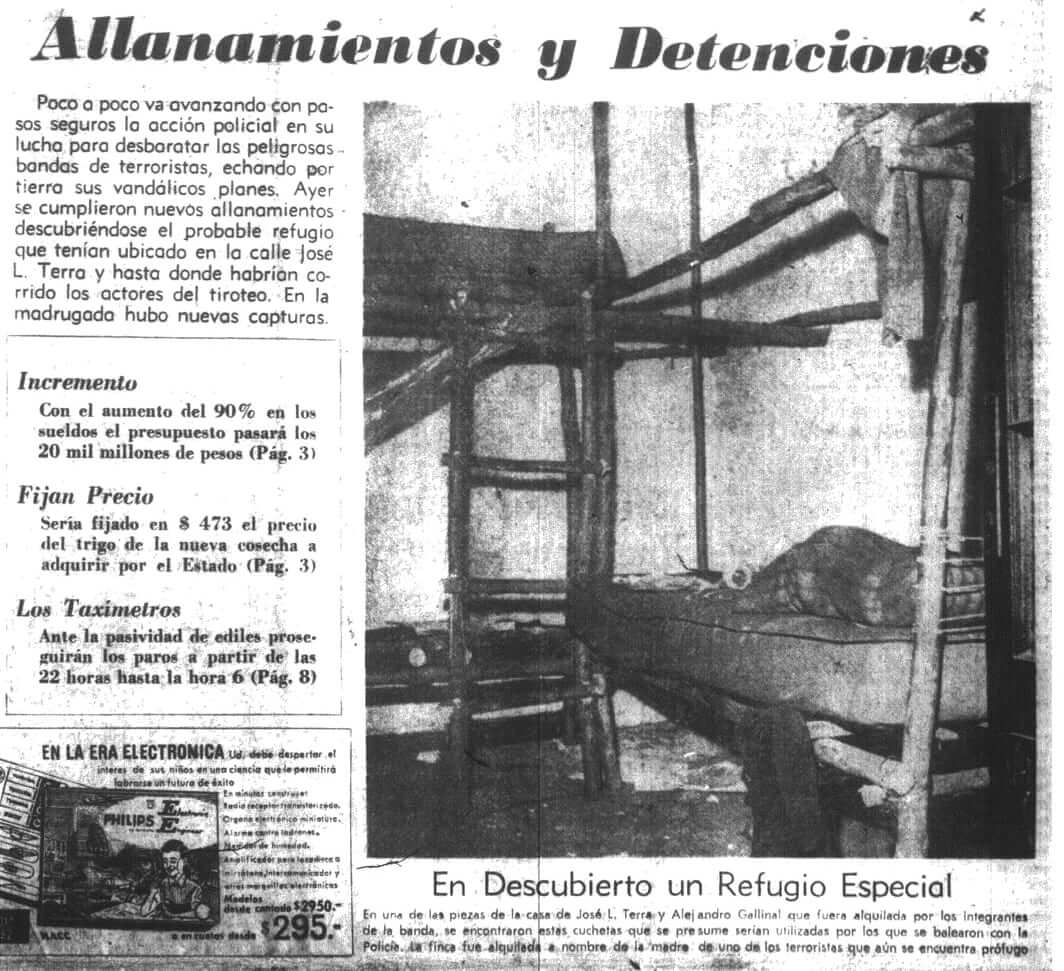 Allanamientos y Detenciones
Poco a poco va avanzando con pa-
sos seguros la acción policial en su
lucha para desbaratar las peligrosas
bandas de terroristas, echando por
tierra sus vandálicos planes. Ayer
se cumplieron nuevos allanamientos
descubriéndose el probable refugio
que tenían ubicado en la calle José
L. Terra y hasta donde habrían co-
rrido los actores del tiroteo. En la
madrugada hubo nuevas capturas.
Incremento
Con el aumento del 90% en los
sueldos el presupuesto pasará los
20 mil millones de pesos (Pág. 3)
Fijan Precio
Sería fijado en $ 473 el precio
del trigo de la nueva cosecha a
adquirir por el Estado (Pág. 3)
Los Taxímetros
Ante la pasividad de ediles prose-
guirán los paros a partir de las
22 horas hasta la hora 6 (Pág. 8)
EN LA ERA ELECTRONICA Ud. debe despertar el
interes de sus niños en una ciencia que le permitirá
labrarse un futuro de éxito
En minutos construye:
Radio receptor transistorizado.
Organo electrónico miniatura.
Alarma contra ladrones.
Medidor de humedad.
Amplificador para tocadisco a
intercomunicador y
otras maravillas electrónicas
PHILIPS Electronic Engineer
Modelos
desde contado $2950.-
o en cuotas desde $295.-
En Descubierto un Refugio Especial
En una de las piezas de la casa de José L. Terra y Alejandro Gallinal que fuera alquilada por los integrantes
de la banda, se encontraron estas cuchetas que se presume serían utilizadas por los que se balearon con la
Policía. La finca fue alquilada a nombre de la madre de uno de los terroristas que aún se encuentra prófugo